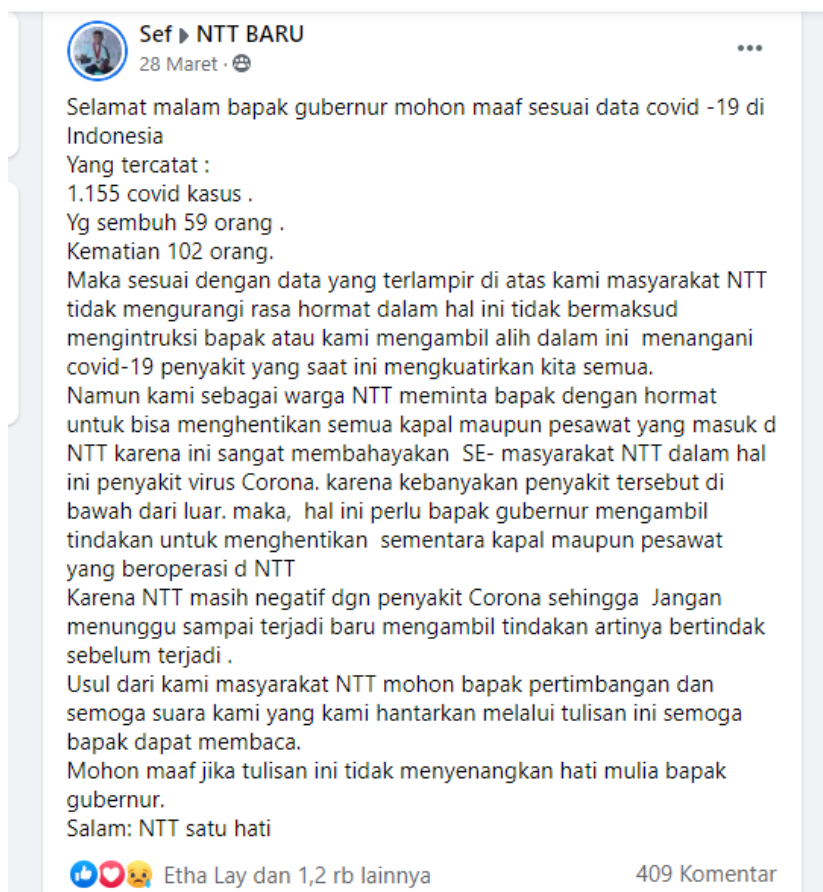 Sef ▸ NTT BARU
28 Maret ·
Selamat malam bapak gubernur mohon maaf sesuai data covid -19 di
Indonesia
Yang tercatat :
1.155 covid kasus .
Yg sembuh 59 orang .
Kematian 102 orang.
Maka sesuai dengan data yang terlampir di atas kami masyarakat NTT
tidak mengurangi rasa hormat dalam hal ini tidak bermaksud
mengintruksi bapak atau kami mengambil alih dalam ini menangani
covid-19 penyakit yang saat ini mengkuatirkan kita semua.
Namun kami sebagai warga NTT meminta bapak dengan hormat
untuk bisa menghentikan semua kapal maupun pesawat yang masuk d
NTT karena ini sangat membahayakan SE- masyarakat NTT dalam hal
ini penyakit virus Corona. karena kebanyakan penyakit tersebut di
bawah dari luar. maka, hal ini perlu bapak gubernur mengambil
tindakan untuk menghentikan sementara kapal maupun pesawat
yang beroperasi d NTT
Karena NTT masih negatif dgn penyakit Corona sehingga Jangan
menunggu sampai terjadi baru mengambil tindakan artinya bertindak
sebelum terjadi .
Usul dari kami masyarakat NTT mohon bapak pertimbangan dan
semoga suara kami yang kami hantarkan melalui tulisan ini semoga
bapak dapat membaca.
Mohon maaf jika tulisan ini tidak menyenangkan hati mulia bapak
gubernur.
Salam: NTT satu hati
Etha Lay dan 1,2 rb lainnya 409 Komentar